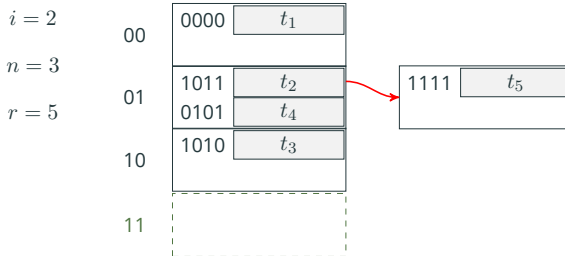 i = 2
n = 3
r = 5
00 0000 t₁
01 1011 t₂
0101 t₄
1111 t₅
10 1010 t₃
11